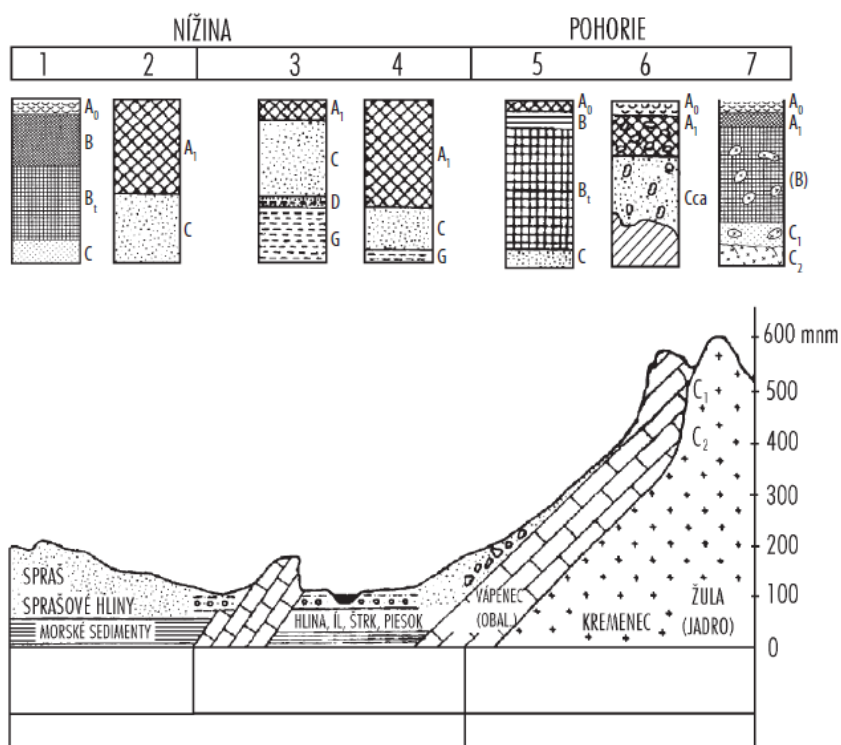 NÍŽINA POHORIE
1 2 3 4 5 6 7
A₀ B Bₜ C
A₁ C
A₁ C D G
A₁ C G
A₀ B Bₜ C
A₀ A₁ Cca
A₀ A₁ (B) C₁ C₂
600 mnm
500
400
300
200
100
0
C₁
C₂
SPRAŠ
SPRAŠOVÉ HLINY
MORSKÉ SEDIMENTY
HLINA, ÍL, ŠTRK, PIESOK
VÁPENEC
(OBAL.)
KREMENEC
ŽULA
(JADRO)